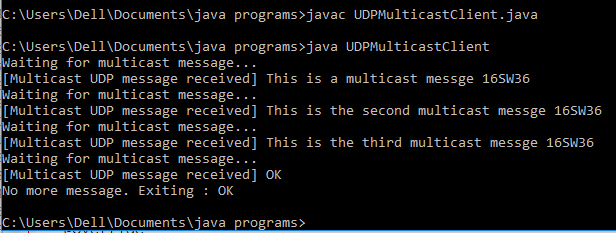 C:\Users\Dell\Documents\java programs>javac UDPMulticastClient.java
C:\Users\Dell\Documents\java programs>java UDPMulticastClient
Waiting for multicast message...
[Multicast UDP message received] This is a multicast messge 16SW36
Waiting for multicast message...
[Multicast UDP message received] This is the second multicast messge 16SW36
Waiting for multicast message...
[Multicast UDP message received] This is the third multicast messge 16SW36
Waiting for multicast message...
[Multicast UDP message received] OK
No more message. Exiting : OK
C:\Users\Dell\Documents\java programs>